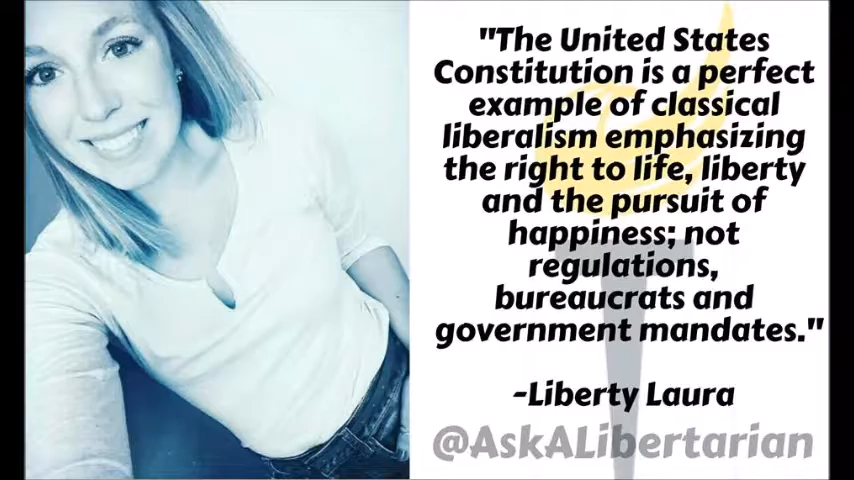 "The United States
Constitution is a perfect
example of classical
liberalism emphasizing
the right to life, liberty
and the pursuit of
happiness; not
regulations,
bureaucrats and
government mandates."
-Liberty Laura
@AskALibertarian